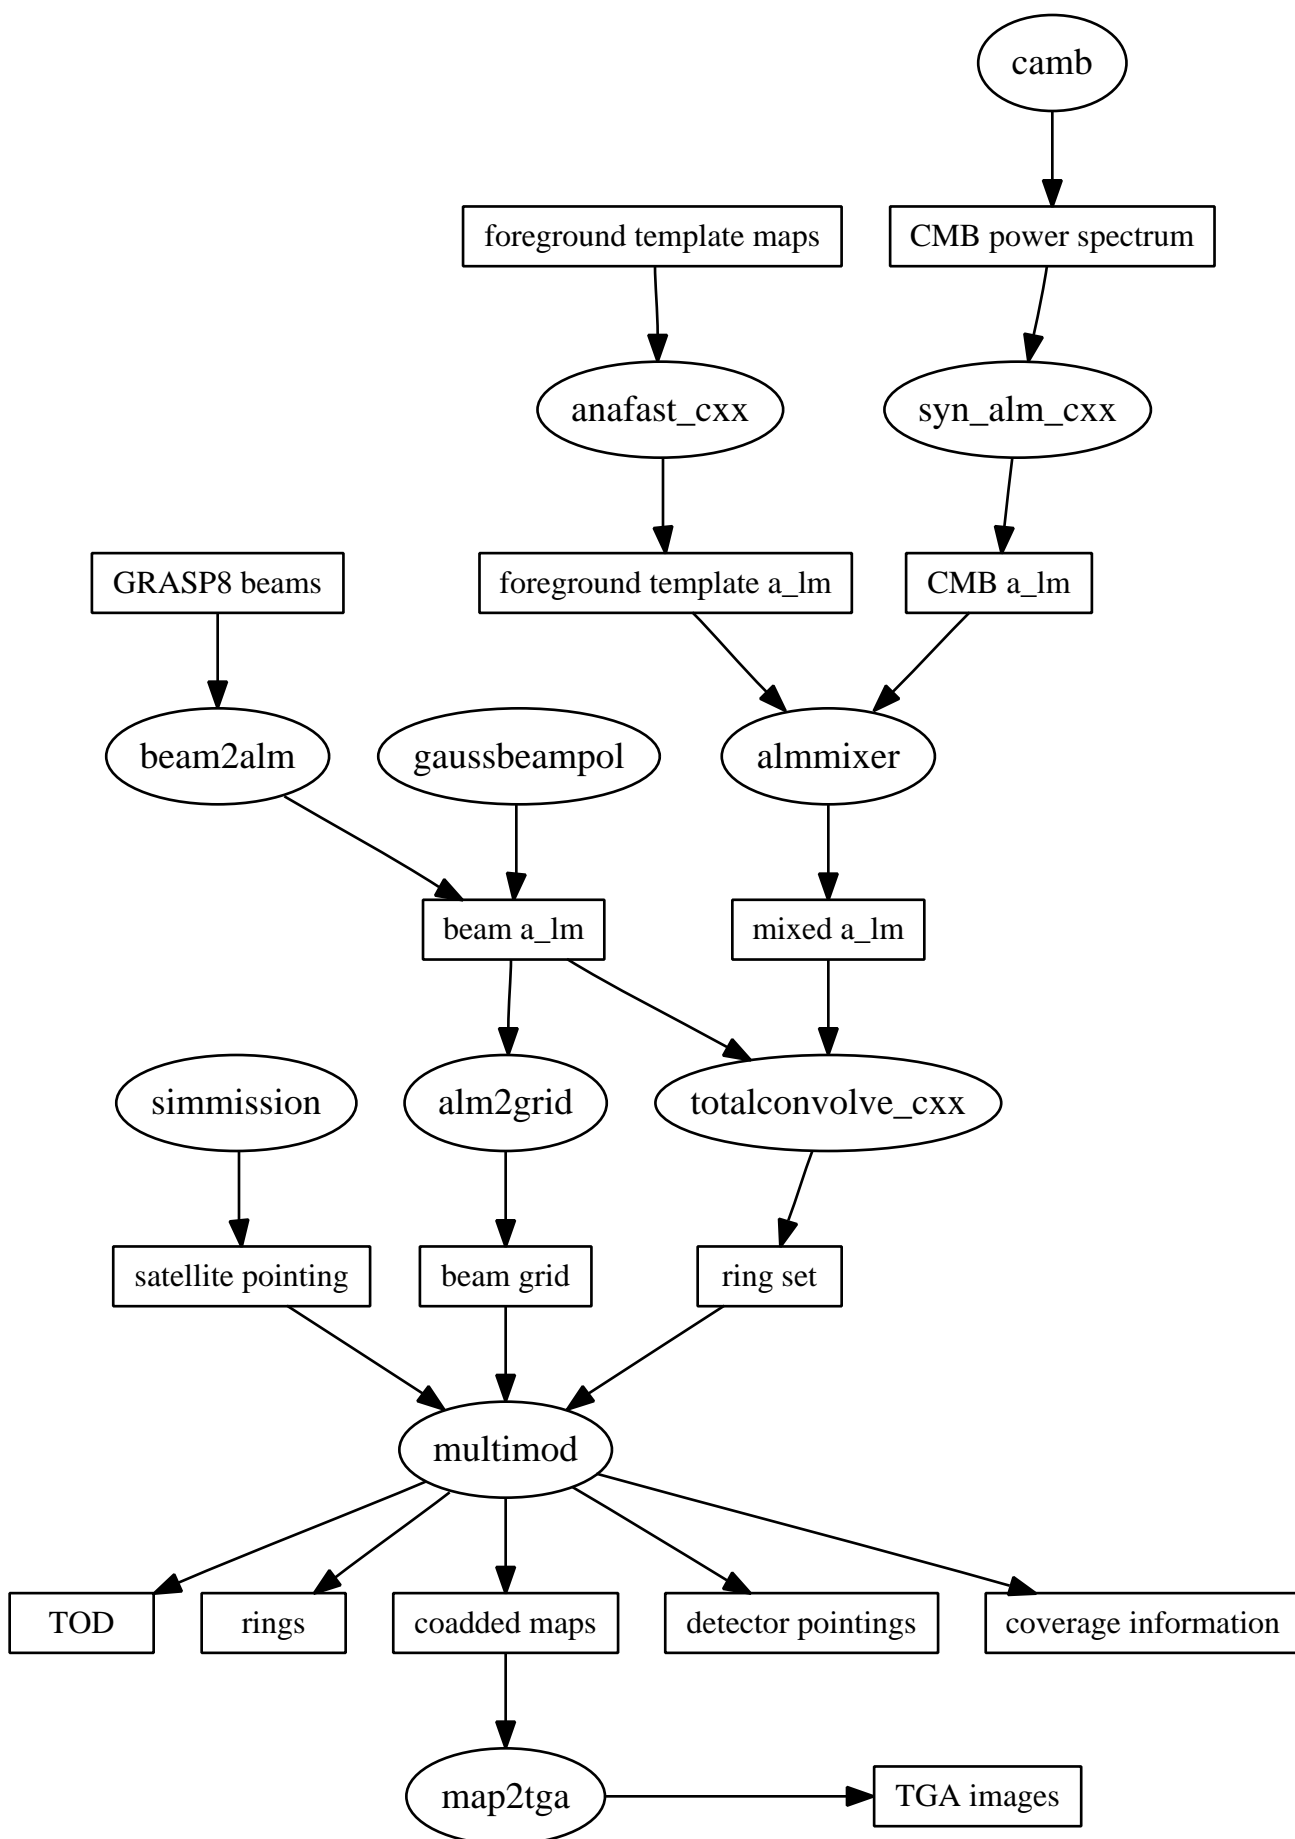 camb
foreground template maps
CMB power spectrum
anafast_cxx
syn_alm_cxx
GRASP8 beams
foreground template a_lm
CMB a_lm
beam2alm
gaussbeampol
almmixer
beam a_lm
mixed a_lm
simmission
alm2grid
totalconvolve_cxx
satellite pointing
beam grid
ring set
multimod
TOD
rings
coadded maps
detector pointings
coverage information
map2tga
TGA images